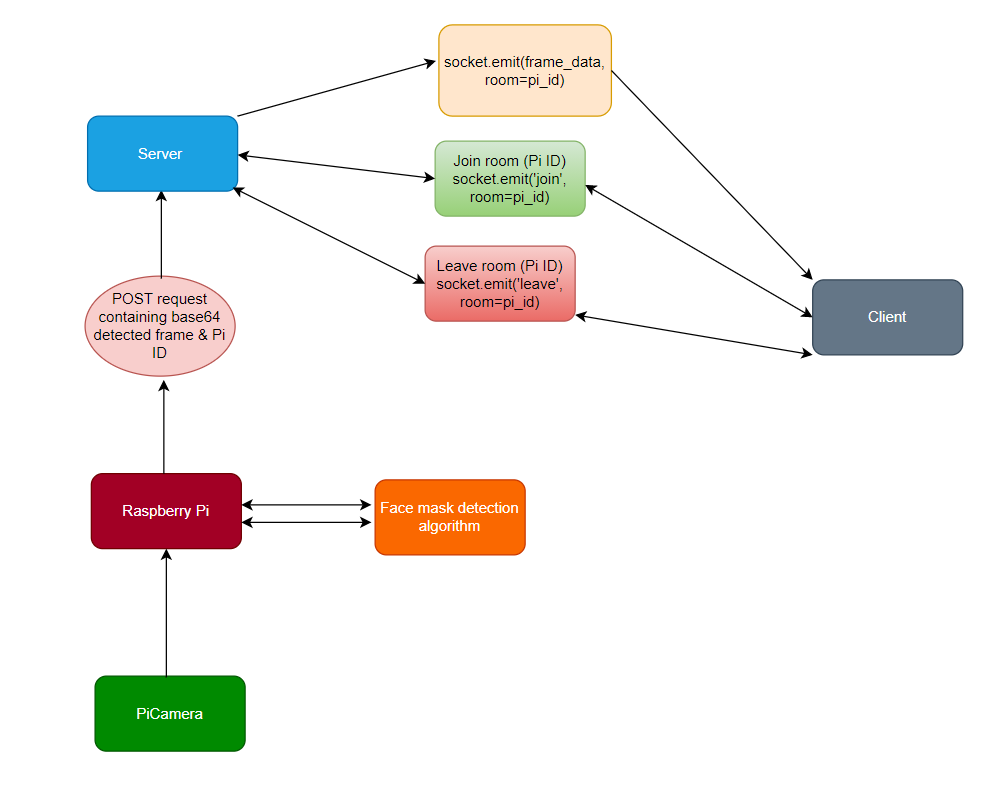 socket.emit(frame_data,
room=pi_id)
Server
Join room (Pi ID)
socket.emit('join',
room=pi_id)
Leave room (Pi ID)
socket.emit('leave',
room=pi_id)
Client
POST request
containing base64
detected frame & Pi
ID
Raspberry Pi
Face mask detection
algorithm
PiCamera